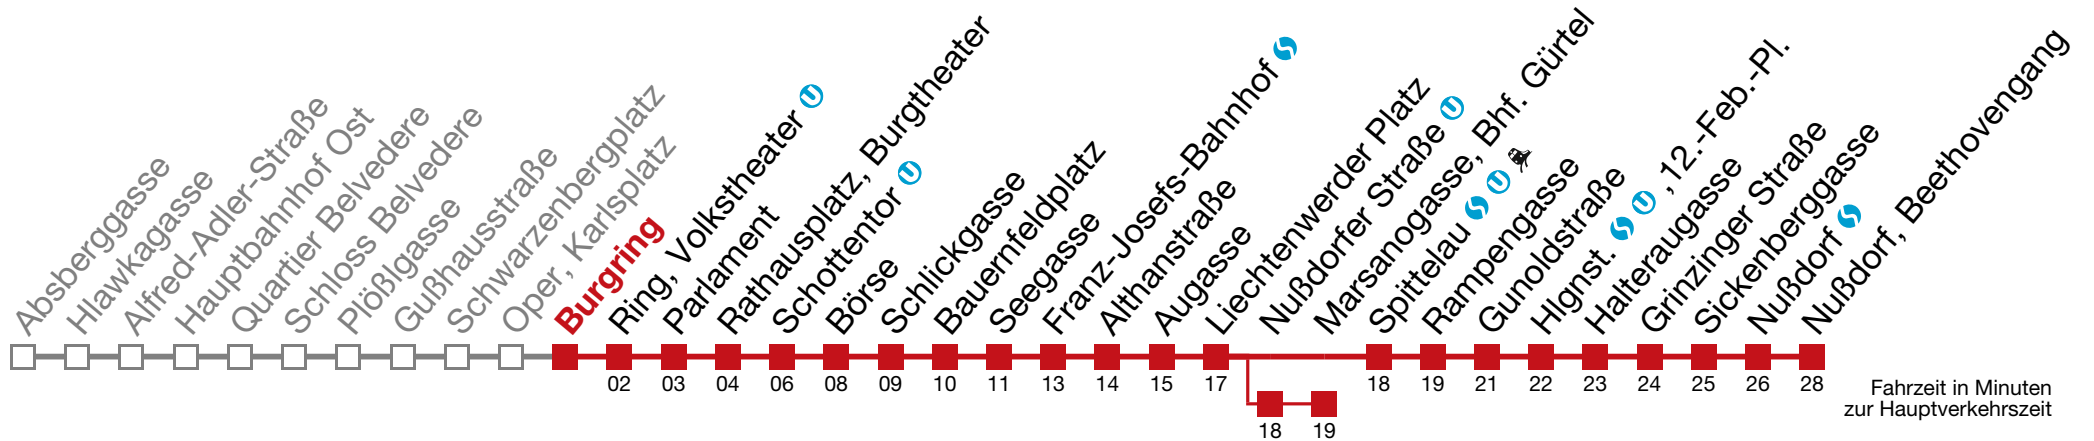 Absberggasse
Hlawkagasse
Alfred-Adler-Straße
Hauptbahnhof Ost
Quartier Belvedere
Schloss Belvedere
Plößlgasse
Gußhausstraße
Schwarzenbergplatz
Oper, Karlsplatz
Burgring
Ring, Volkstheater U
Parlament
Rathausplatz, Burgtheater
Schottentor U
Börse
Schlickgasse
Bauernfeldplatz
Seegasse
Franz-Josefs-Bahnhof S
Althanstraße
Augasse
Liechtenwerder Platz
Nußdorfer Straße U
Marsanogasse, Bhf. Gürtel
Spittelau S U
Rampengasse
Gunoldstraße
Hlgnst. S U , 12.-Feb.-Pl.
Halteraugasse
Grinzinger Straße
Sickenberggasse
Nußdorf S
Nußdorf, Beethovengang
02 03 04 06 08 09 10 11 13 14 15 17 18 19 21 22 23 24 25 26 28
18 19
Fahrzeit in Minuten
zur Hauptverkehrszeit